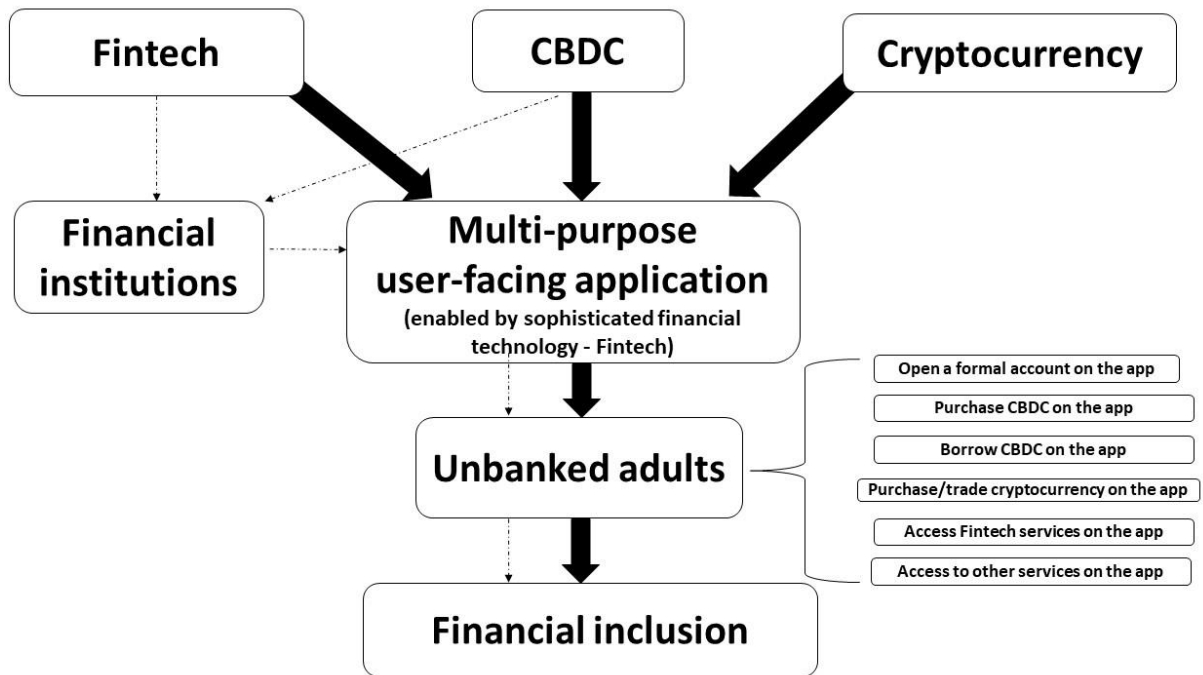 Fintech
CBDC
Cryptocurrency
Financial
institutions
Multi-purpose
user-facing application
(enabled by sophisticated financial
technology - Fintech)
Unbanked adults
Open a formal account on the app
Purchase CBDC on the app
Borrow CBDC on the app
Purchase/trade cryptocurrency on the app
Access Fintech services on the app
Access to other services on the app
Financial inclusion